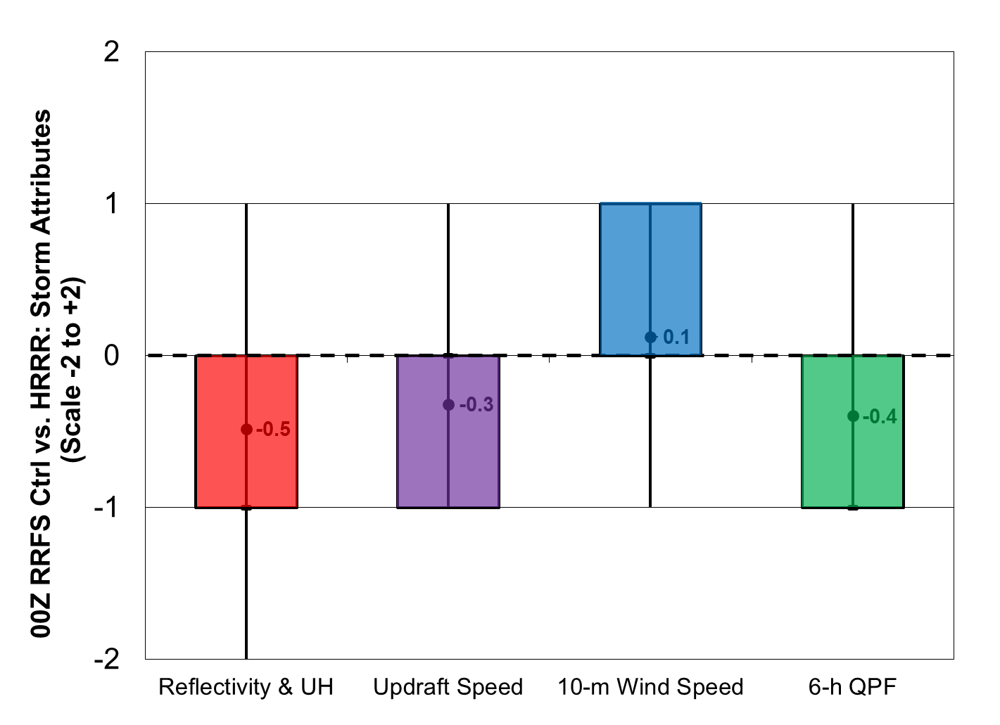 00Z RRFS Ctrl vs. HRRR: Storm Attributes
(Scale -2 to +2)
2
1
0
-1
-2
-0.5
-0.3
0.1
-0.4
Reflectivity & UH
Updraft Speed
10-m Wind Speed
6-h QPF